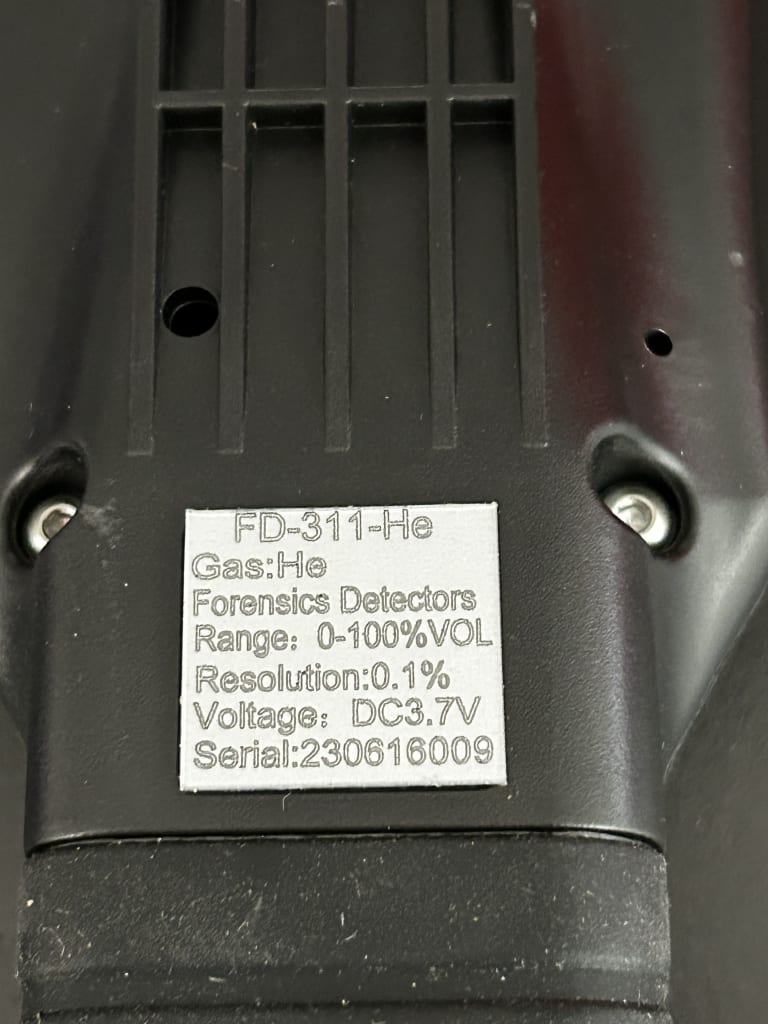 FD-311-He
Gas:He
Forensics Detectors
Range: 0-100%VOL
Resolution:0.1%
Voltage: DC3.7V
Serial:230616009